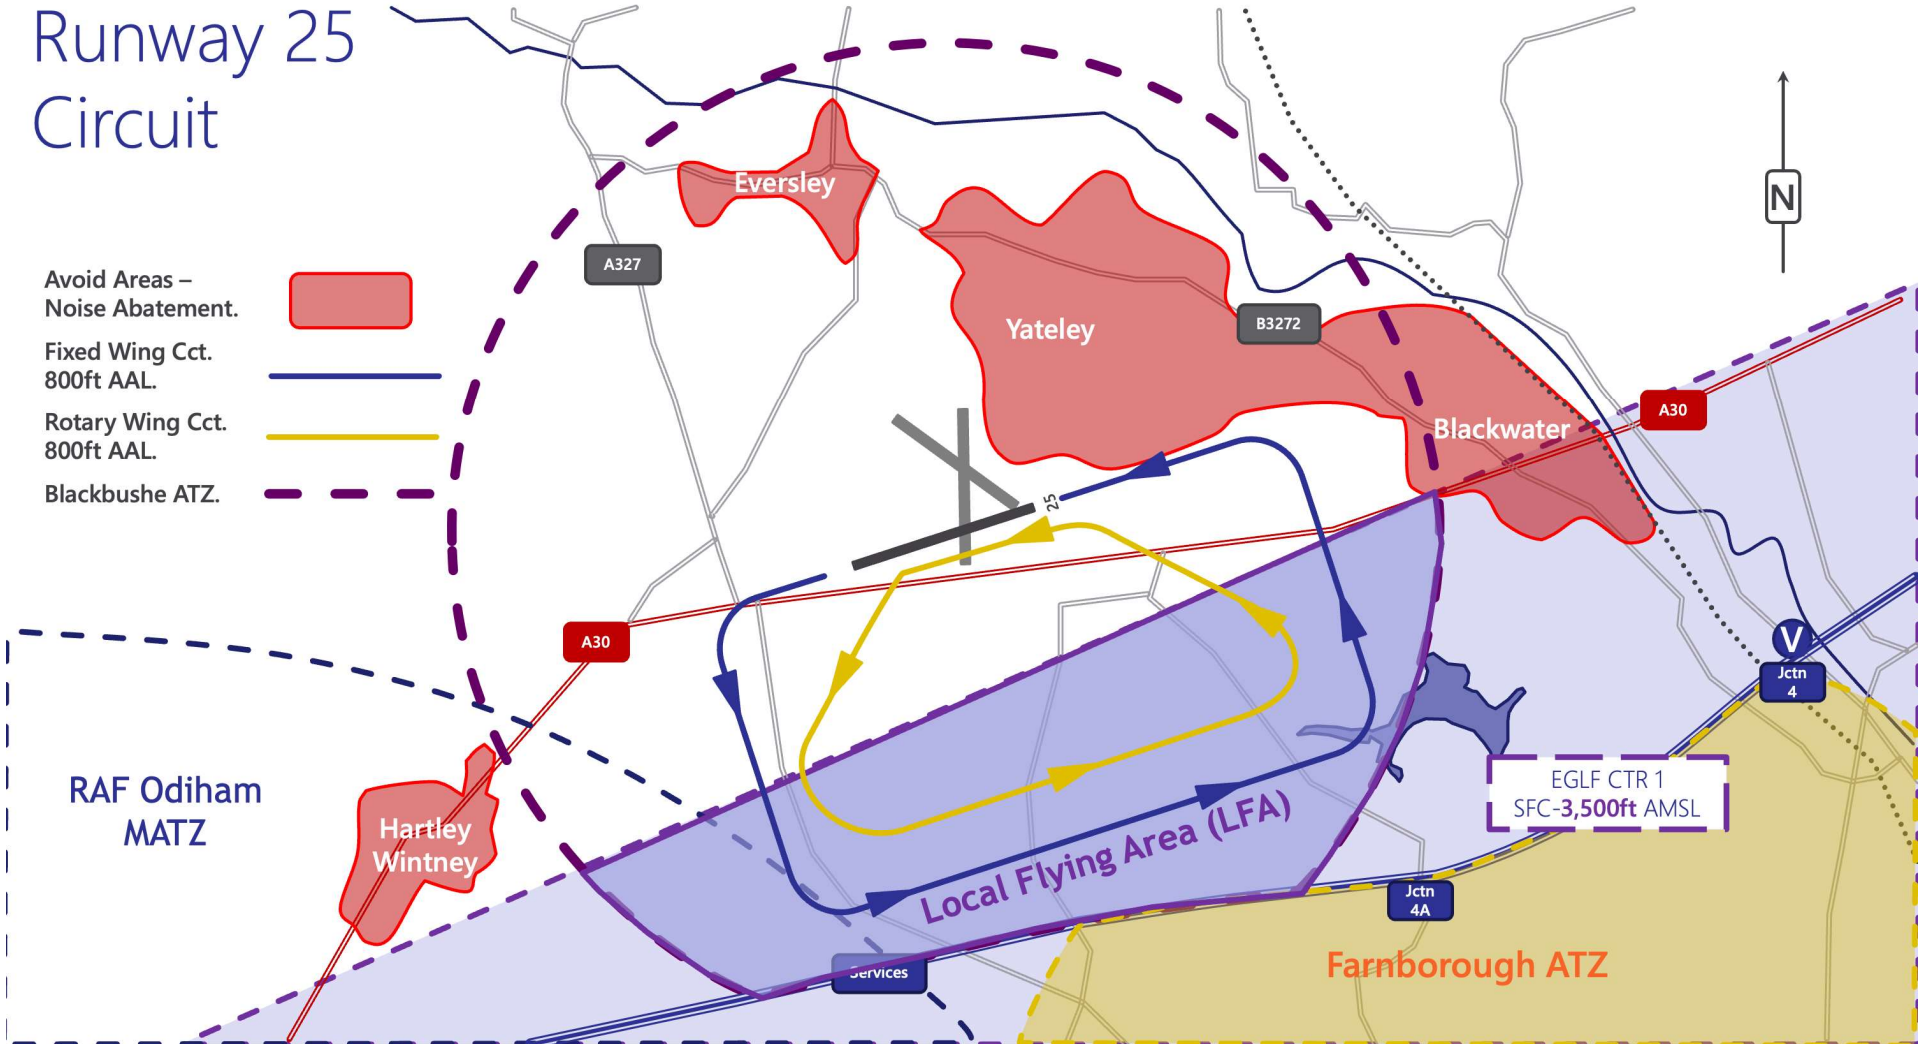 Runway 25
Circuit
Avoid Areas –
Noise Abatement.
Fixed Wing Cct.
800ft AAL.
Rotary Wing Cct.
800ft AAL.
Blackbushe ATZ.
Eversley
A327
Yateley
B3272
Blackwater
A30
N
25
A30
RAF Odiham
MATZ
Hartley
Wintney
Local Flying Area (LFA)
Services
V
Jctn
4
EGLF CTR 1
SFC-3,500ft AMSL
Jctn
4A
Farnborough ATZ